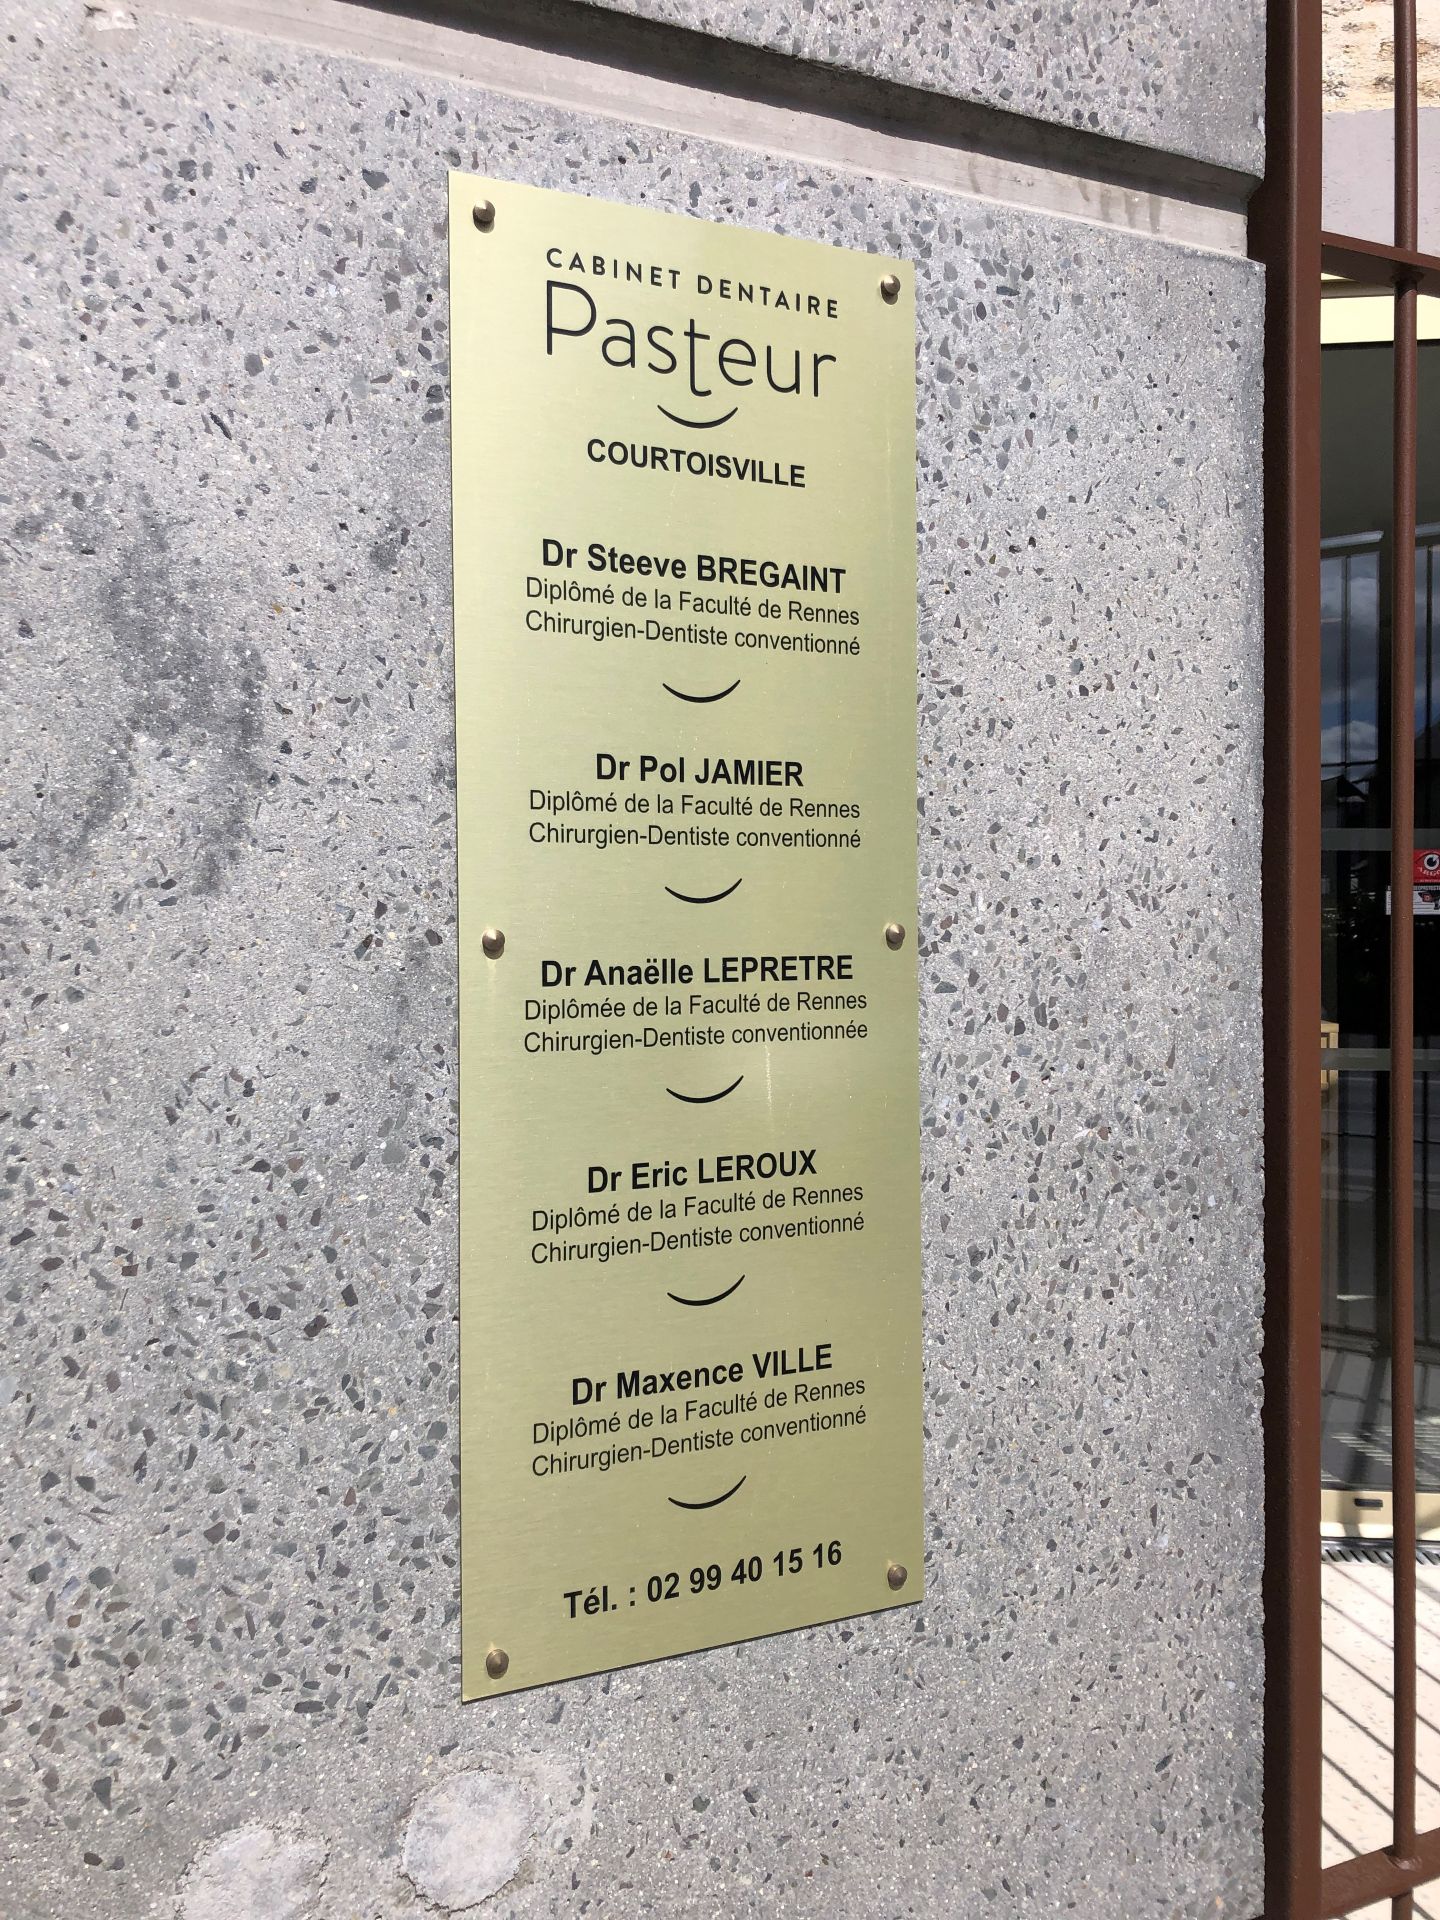 CABINET DENTAIRE
Pasteur
COURTOISVILLE
Dr Steeve BREGAINT
Diplômé de la Faculté de Rennes
Chirurgien-Dentiste conventionné
Dr Pol JAMIER
Diplômé de la Faculté de Rennes
Chirurgien-Dentiste conventionné
Dr Anaëlle LEPRETRE
Diplômée de la Faculté de Rennes
Chirurgien-Dentiste conventionnée
Dr Eric LEROUX
Diplômé de la Faculté de Rennes
Chirurgien-Dentiste conventionné
Dr Maxence VILLE
Diplômé de la Faculté de Rennes
Chirurgien-Dentiste conventionné
Tél. : 02 99 40 15 16